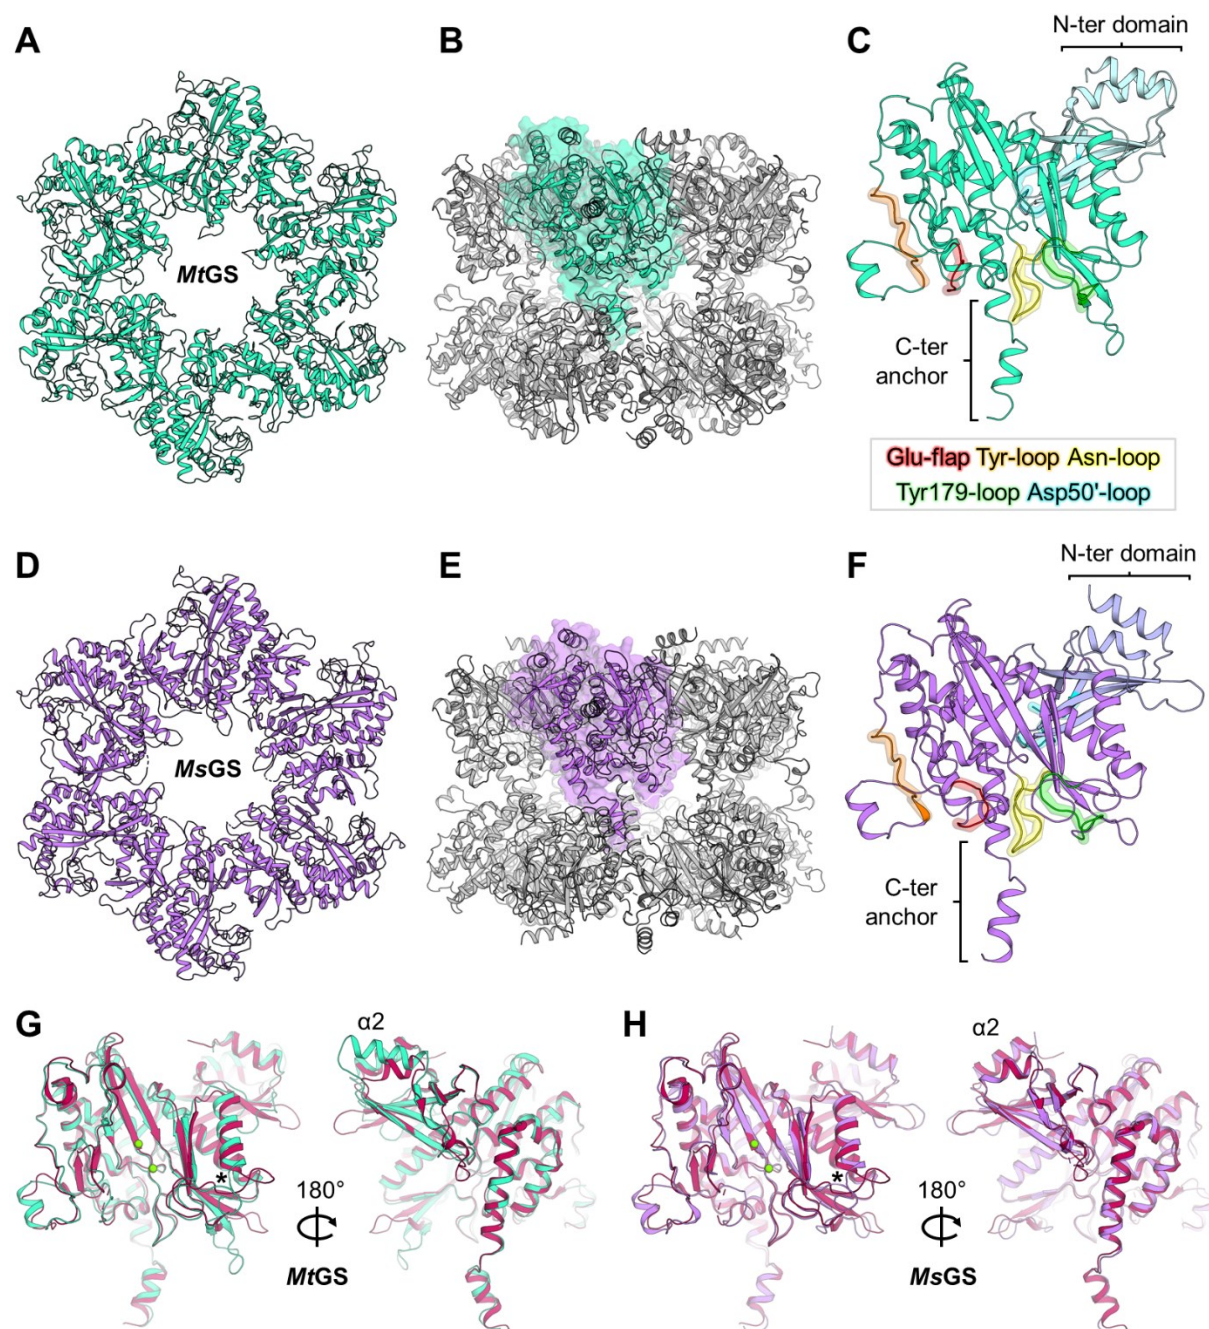 A
B
C
N-ter domain
MtGS
C-ter
anchor
Glu-flap Tyr-loop Asn-loop
Tyr179-loop Asp50'-loop
D
E
F
N-ter domain
MsGS
C-ter
anchor
G
α2
H
α2
*
180°
MtGS
*
180°
MsGS